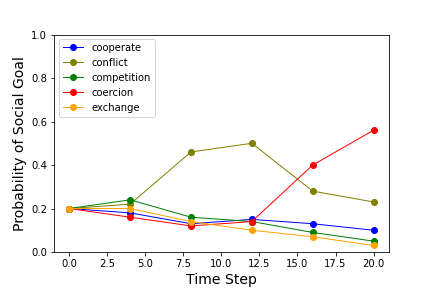 1.0
0.8
0.6
0.4
0.2
0.0
Probability of Social Goal
cooperate
conflict
competition
coercion
exchange
0.0 2.5 5.0 7.5 10.0 12.5 15.0 17.5 20.0
Time Step